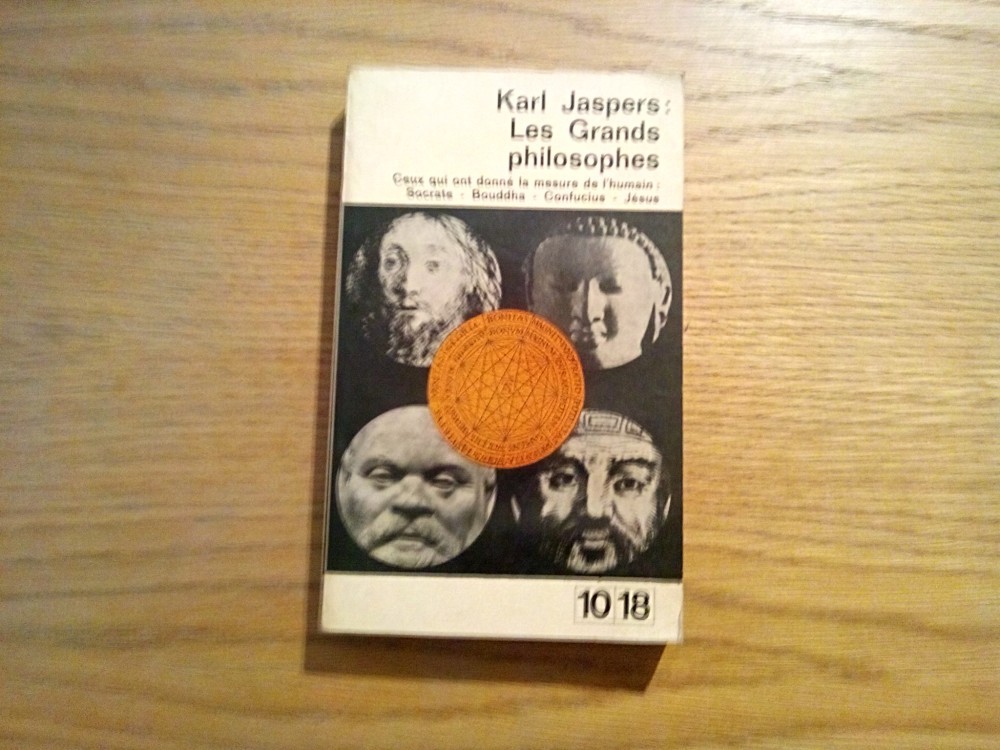 Karl Jaspers:
Les Grands
philosophes
Ceux qui ont donné la mesure de l'humain :
Socrate - Bouddha - Confucius - Jésus
10 18